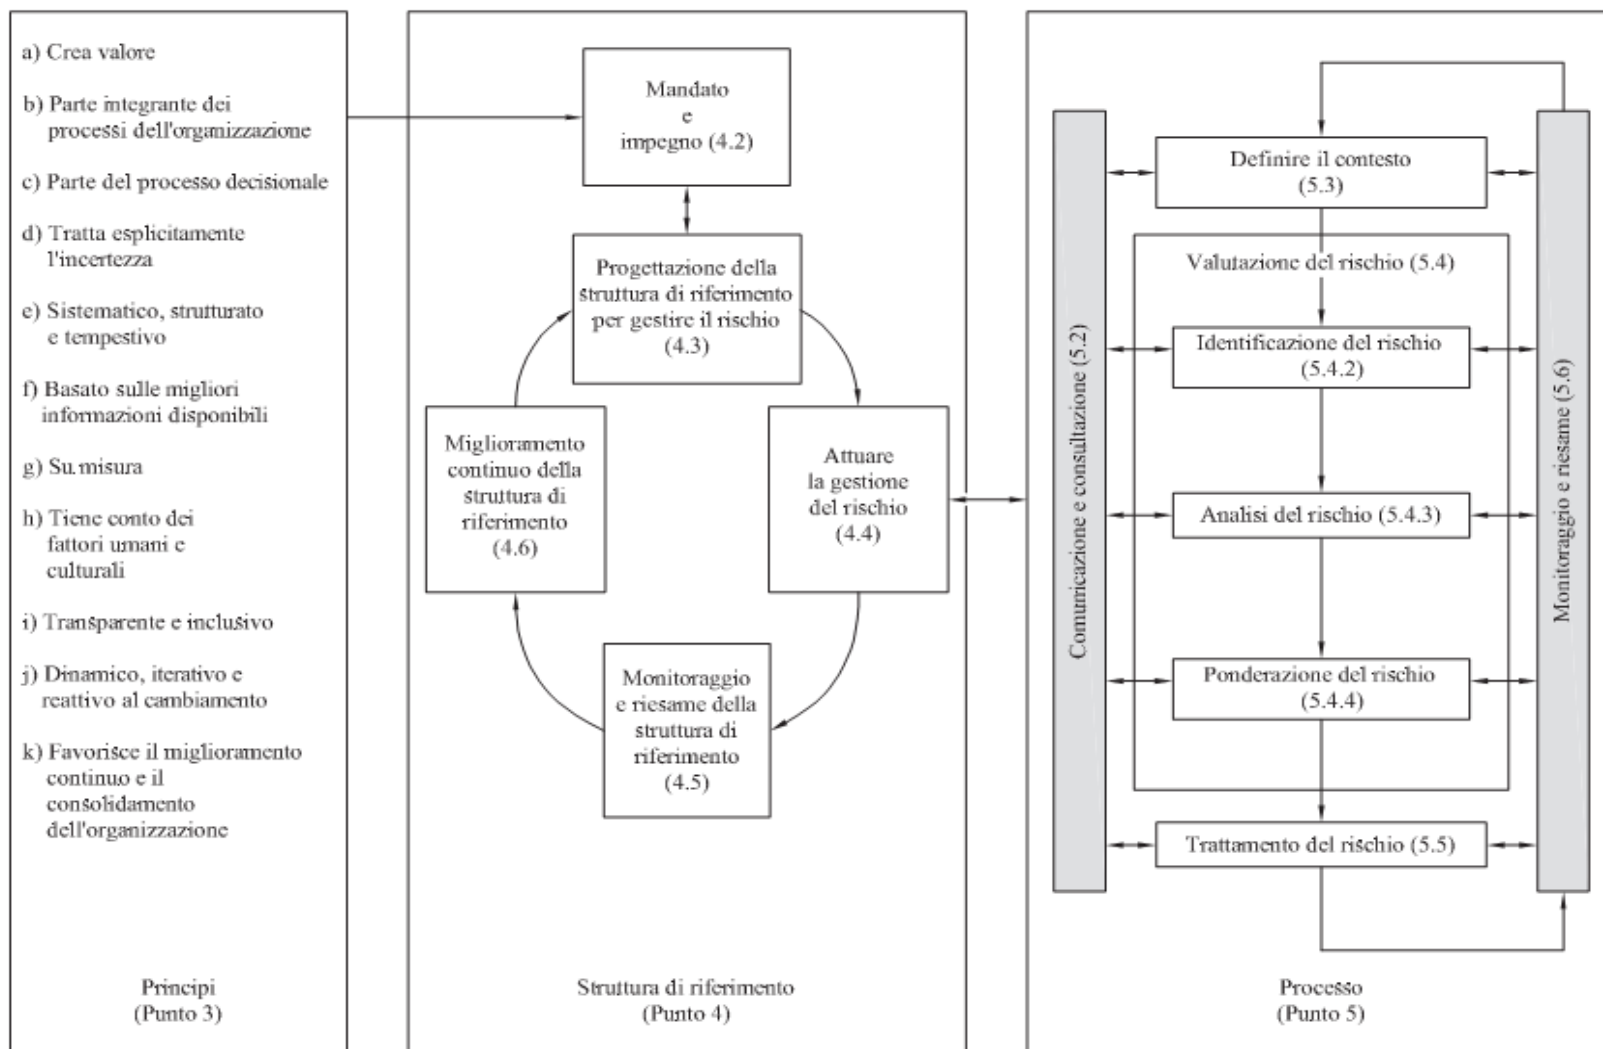 a) Crea valore
b) Parte integrante dei
processi dell'organizzazione
c) Parte del processo decisionale
d) Tratta esplicitamente
l'incertezza
e) Sistematico, strutturato
e tempestivo
f) Basato sulle migliori
informazioni disponibili
g) Su misura
h) Tiene conto dei
fattori umani e
culturali
i) Transparente e inclusivo
j) Dinamico, iterativo e
reattivo al cambiamento
k) Favorisce il miglioramento
continuo e il
consolidamento
dell'organizzazione
Principi
(Punto 3)
Mandato
e
impegno (4.2)
Progettazione della
struttura di riferimento
per gestire il rischio
(4.3)
Miglioramento
continuo della
struttura di
riferimento
(4.6)
Attuare
la gestione
del rischio
(4.4)
Monitoraggio
e riesame della
struttura di
riferimento
(4.5)
Struttura di riferimento
(Punto 4)
Comunicazione e consultazione (5.2)
Definire il contesto
(5.3)
Valutazione del rischio (5.4)
Identificazione del rischio
(5.4.2)
Analisi del rischio (5.4.3)
Ponderazione del rischio
(5.4.4)
Trattamento del rischio (5.5)
Monitoraggio e riesame (5.6)
Processo
(Punto 5)